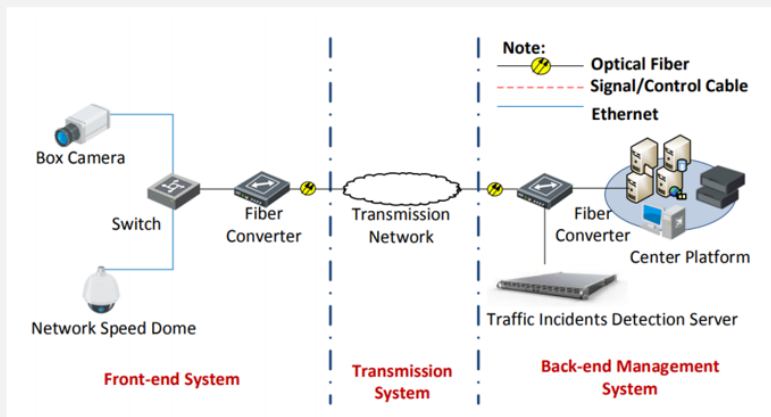 Note:
Optical Fiber
Signal/Control Cable
Ethernet
Box Camera
Switch
Fiber
Converter
Transmission
Network
Fiber
Converter
Center Platform
Network Speed Dome
Traffic Incidents Detection Server
Front-end System
Transmission
System
Back-end Management
System